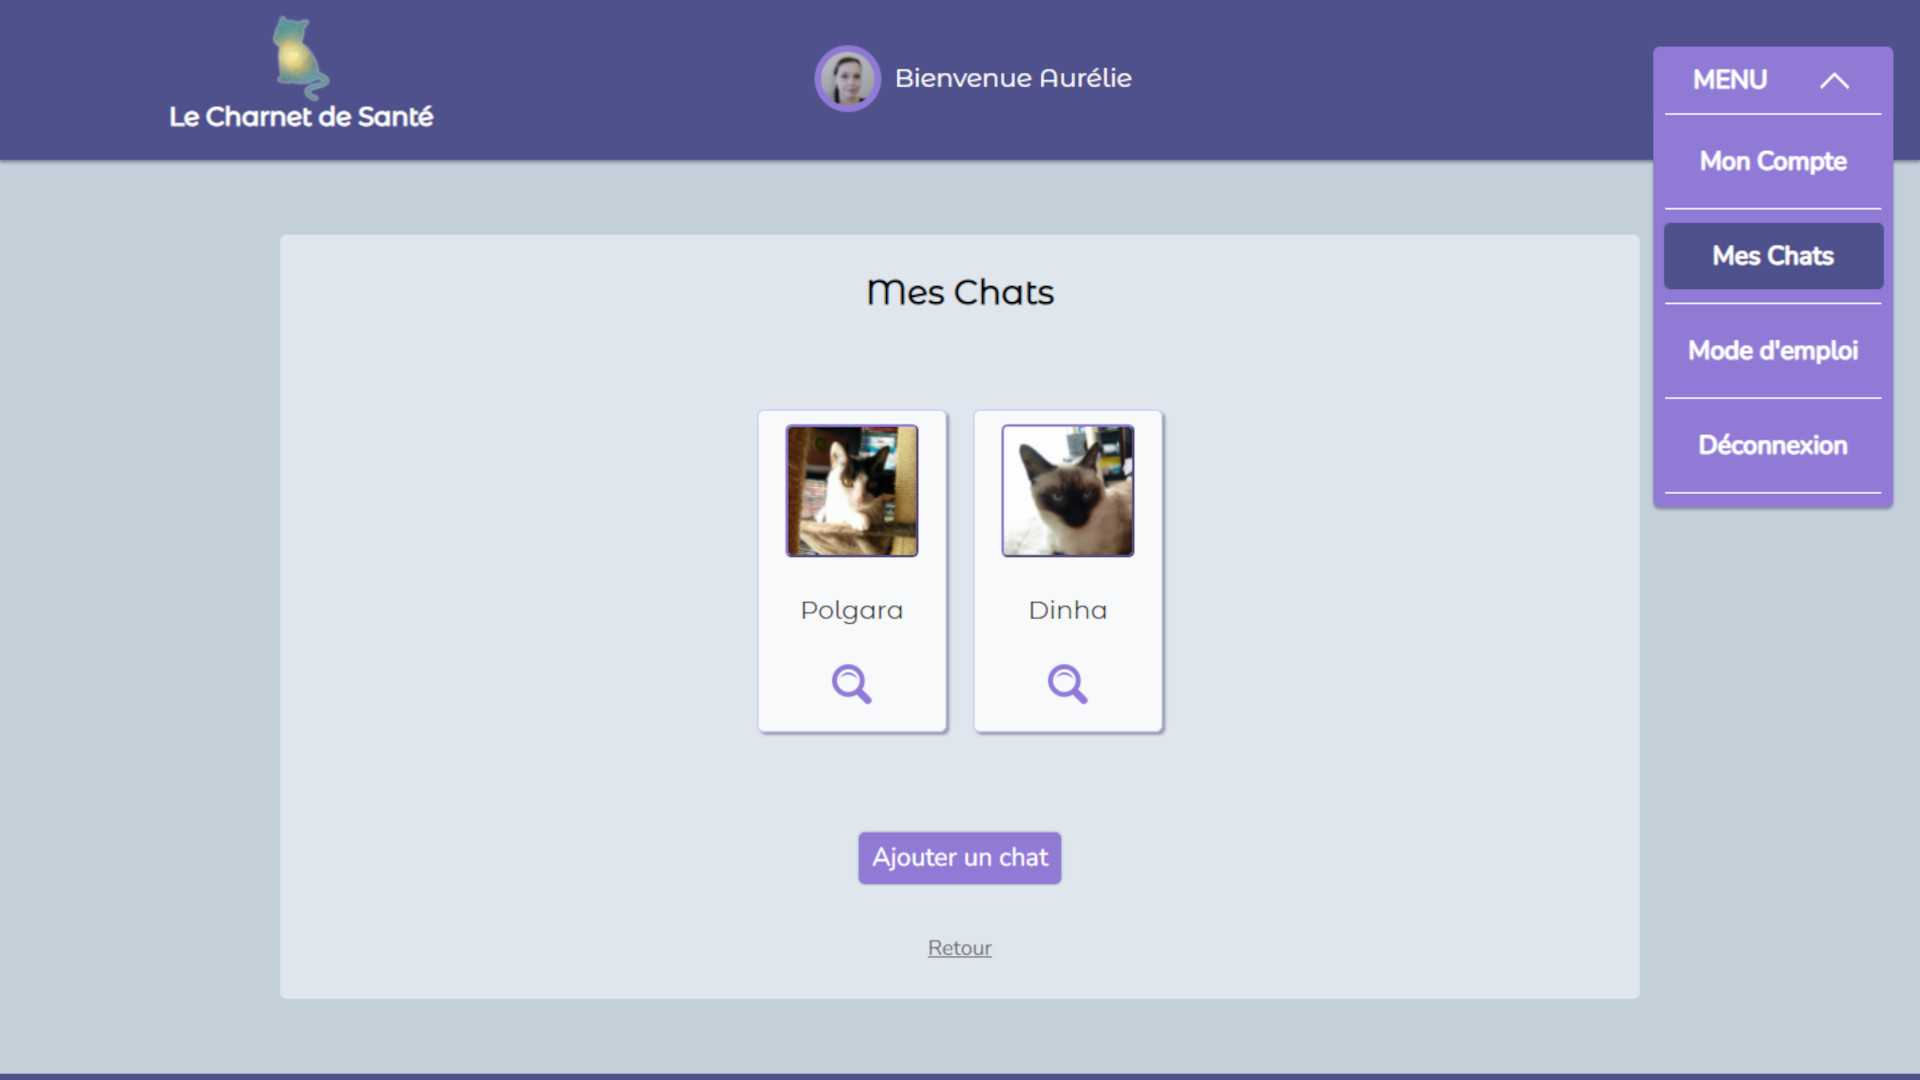 Le Charnet de Santé
Bienvenue Aurélie
MENU
Mon Compte
Mes Chats
Mode d'emploi
Déconnexion
Mes Chats
Polgara
Dinha
Ajouter un chat
Retour